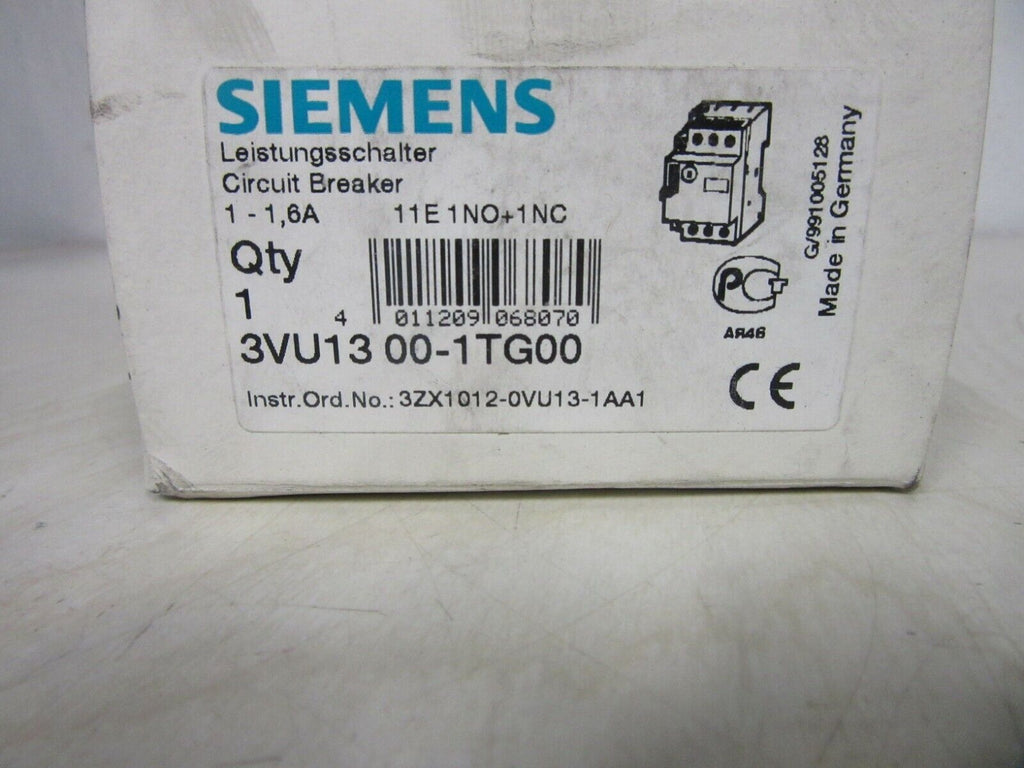 SIEMENS
Leistungsschalter
Circuit Breaker
1 - 1,6A 11E 1NO+1NC
Qty
1
4 011209 068070
3VU13 00-1TG00
Instr.Ord.No.: 3ZX1012-0VU13-1AA1
G/991005128
Made in Germany
PC
AR46
CE